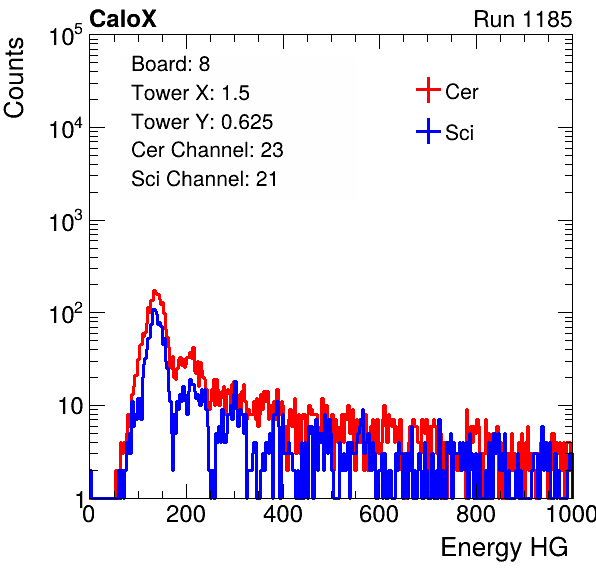 CaloX Run 1185
Counts
Board: 8
Tower X: 1.5
Tower Y: 0.625
Cer Channel: 23
Sci Channel: 21
Cer
Sci
10^5
10^4
10^3
10^2
10
1
0 200 400 600 800 1000
Energy HG